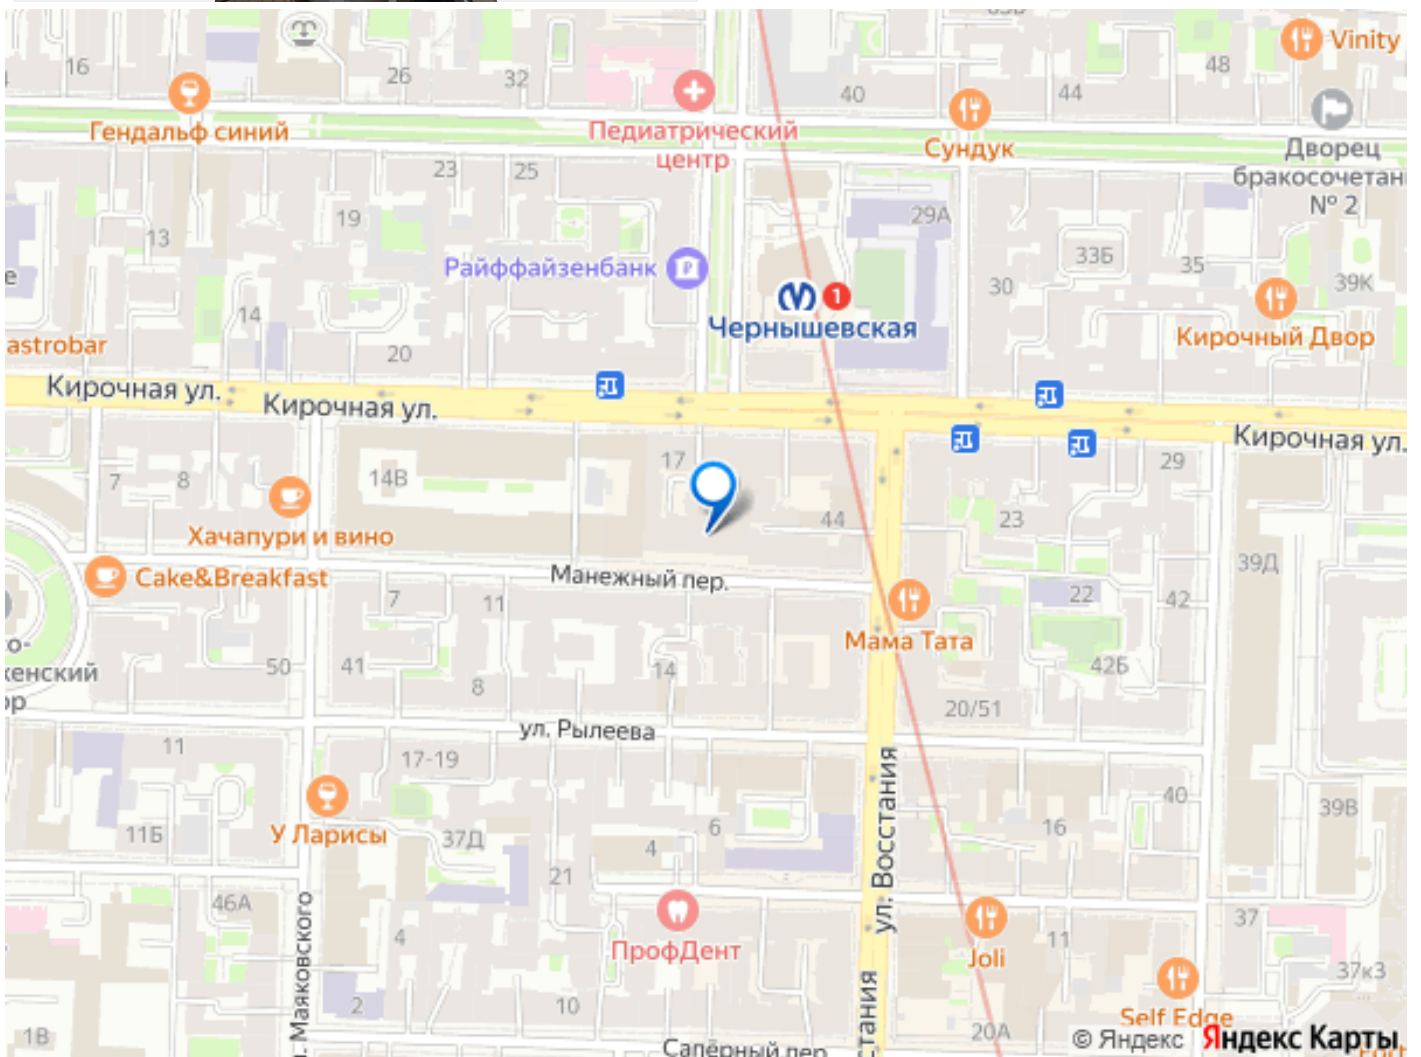 Vinity
16
26
32
40
44
48
Гендальф синий
Педиатрический
центр
Сундук
Дворец
бракосочетан
№ 2
23
25
19
13
29А
33Б
35
30
39К
Райффайзенбанк
1
Чернышевская
14
20
astrobar
Кирочный Двор
Кирочная ул.
Кирочная ул.
Кирочная ул.
7
8
14В
17
44
23
29
Хачапури и вино
39Д
Cake&Breakfast
Манежный пер.
7
11
22
42
Мама Тата
50
41
8
14
42Б
енский
20/51
ул. Рылеева
11
17-19
ул. Восстания
40
39В
11Б
У Ларисы
37Д
4
6
16
21
46А
ПрофДент
Joli
11
37
4
37к3
Маяковского
2
10
Self Edge
1В
20А
стания
Сапёрный пер
© Яндекс
Яндекс Карты